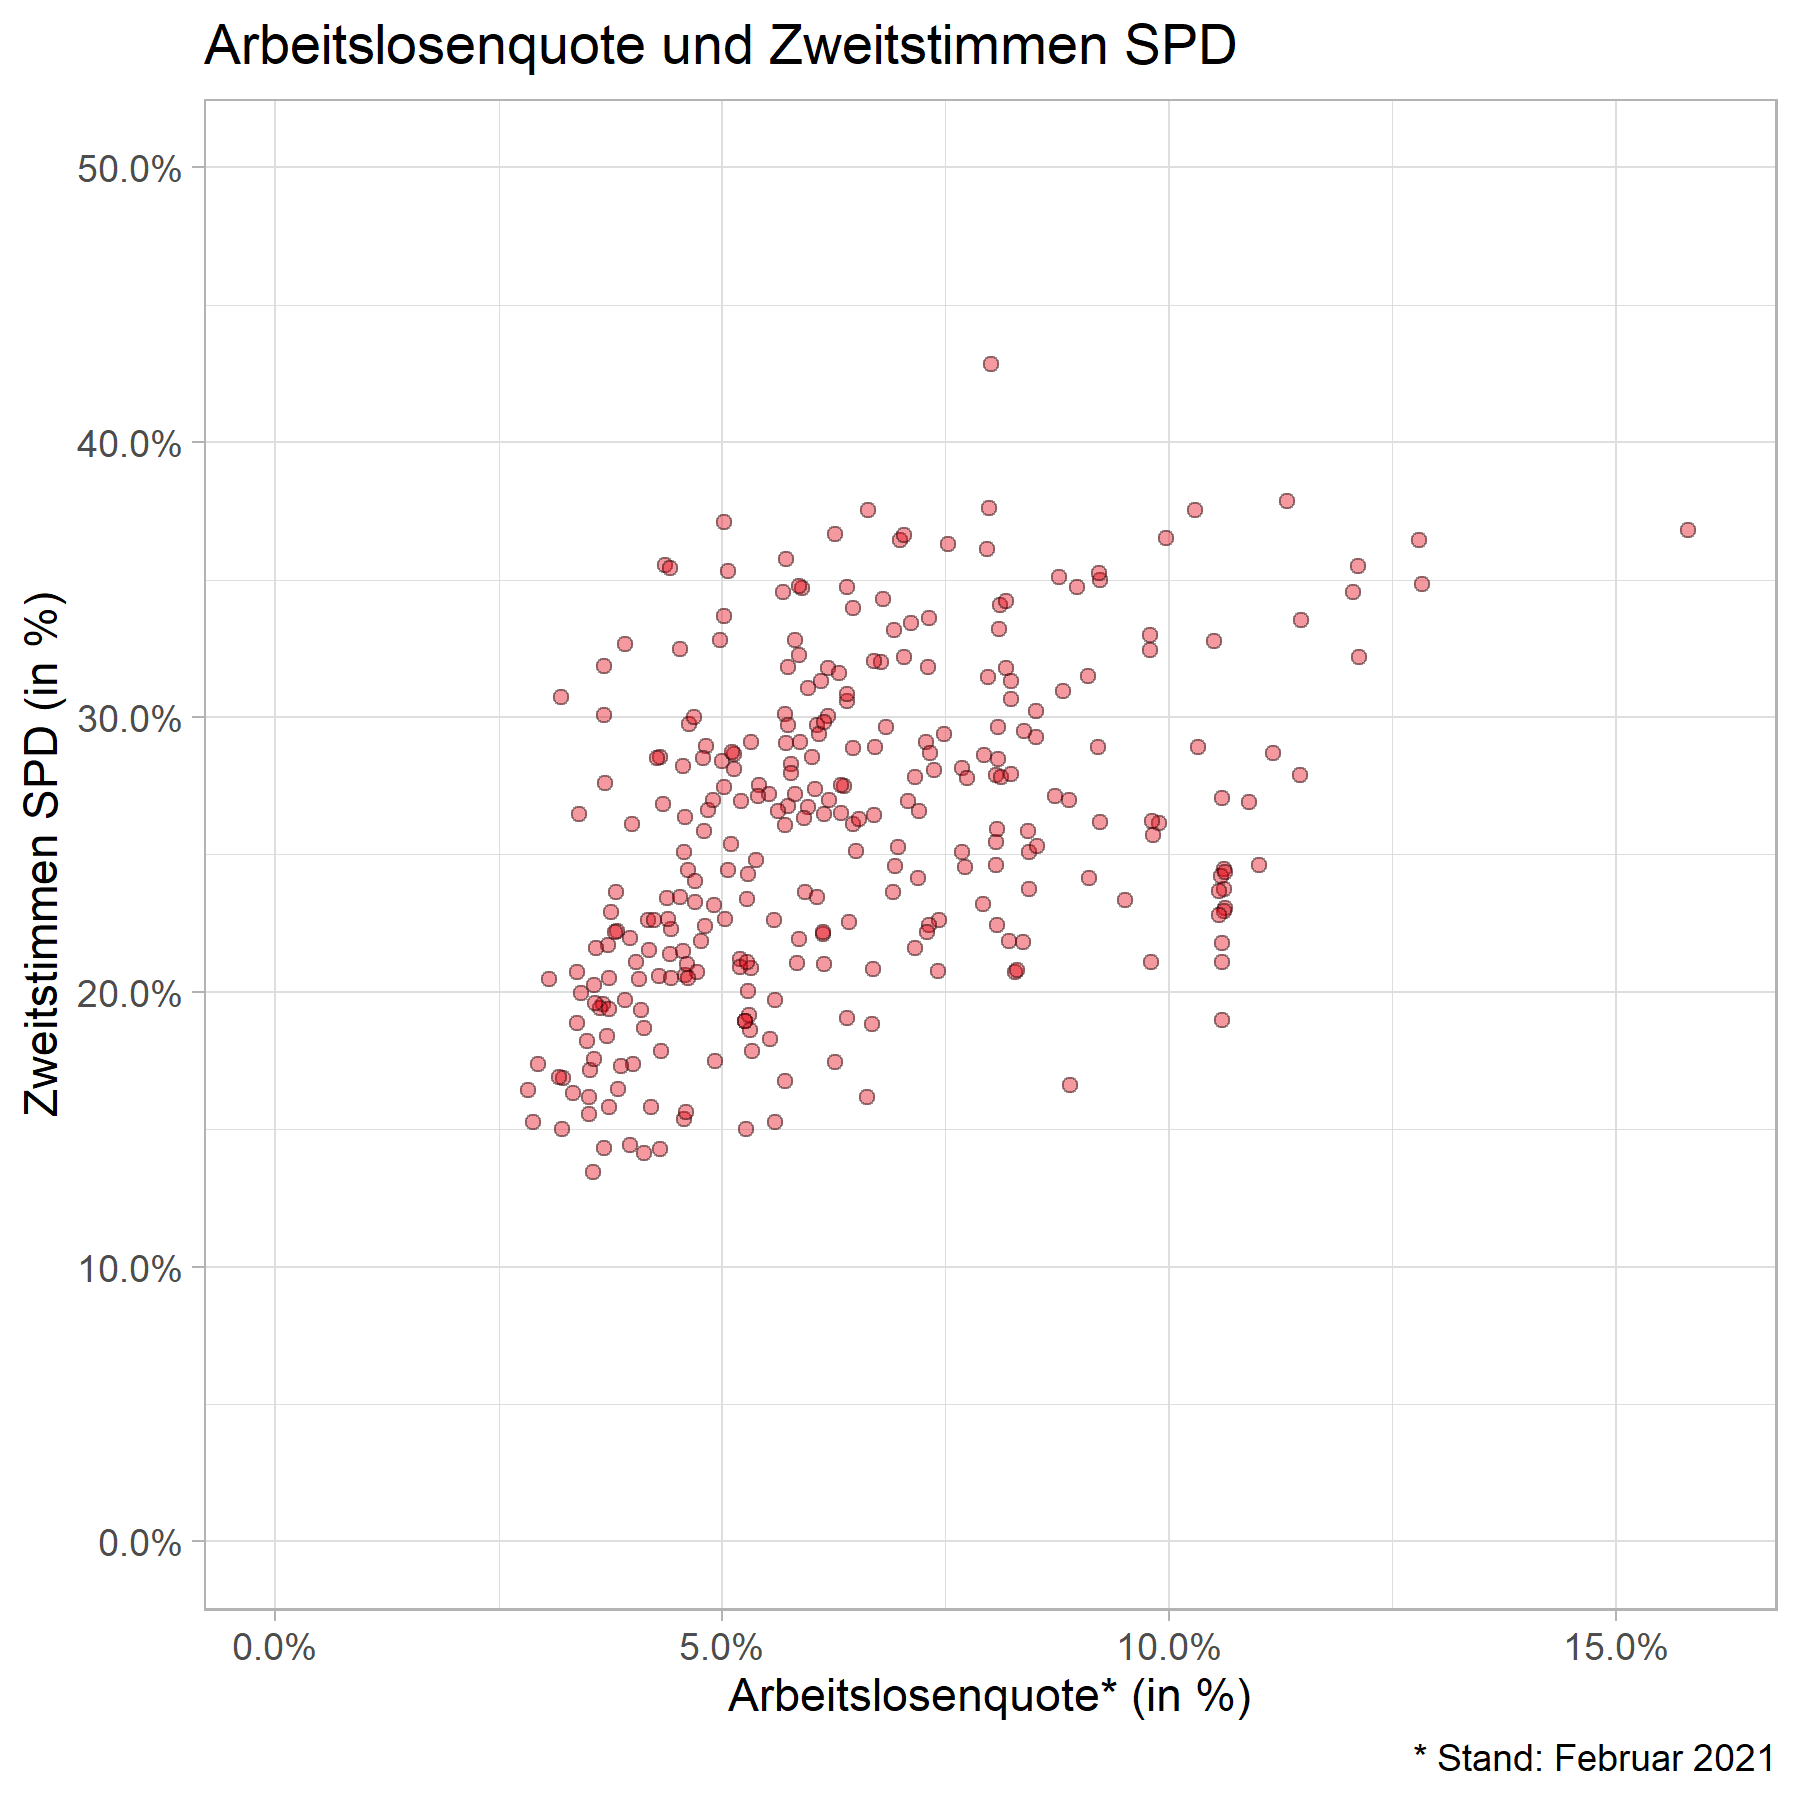 Arbeitslosenquote und Zweitstimmen SPD
Zweitstimmen SPD (in %)
50.0%
40.0%
30.0%
20.0%
10.0%
0.0%
0.0%
5.0%
10.0%
15.0%
Arbeitslosenquote* (in %)
* Stand: Februar 2021